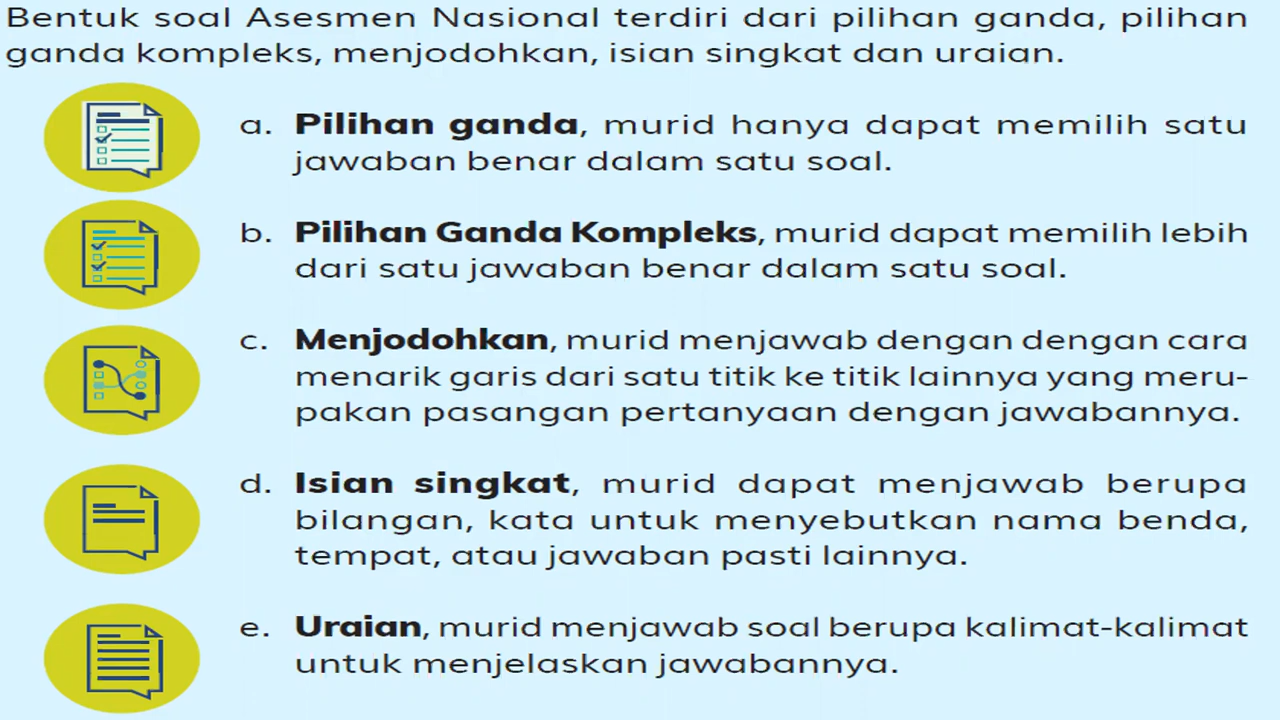 Bentuk soal Asesmen Nasional terdiri dari pilihan ganda, pilihan
ganda kompleks, menjodohkan, isian singkat dan uraian.
a. Pilihan ganda, murid hanya dapat memilih satu
jawaban benar dalam satu soal.
b. Pilihan Ganda Kompleks, murid dapat memilih lebih
dari satu jawaban benar dalam satu soal.
c. Menjodohkan, murid menjawab dengan dengan cara
menarik garis dari satu titik ke titik lainnya yang meru-
pakan pasangan pertanyaan dengan jawabannya.
d. Isian singkat, murid dapat menjawab berupa
bilangan, kata untuk menyebutkan nama benda,
tempat, atau jawaban pasti lainnya.
e. Uraian, murid menjawab soal berupa kalimat-kalimat
untuk menjelaskan jawabannya.